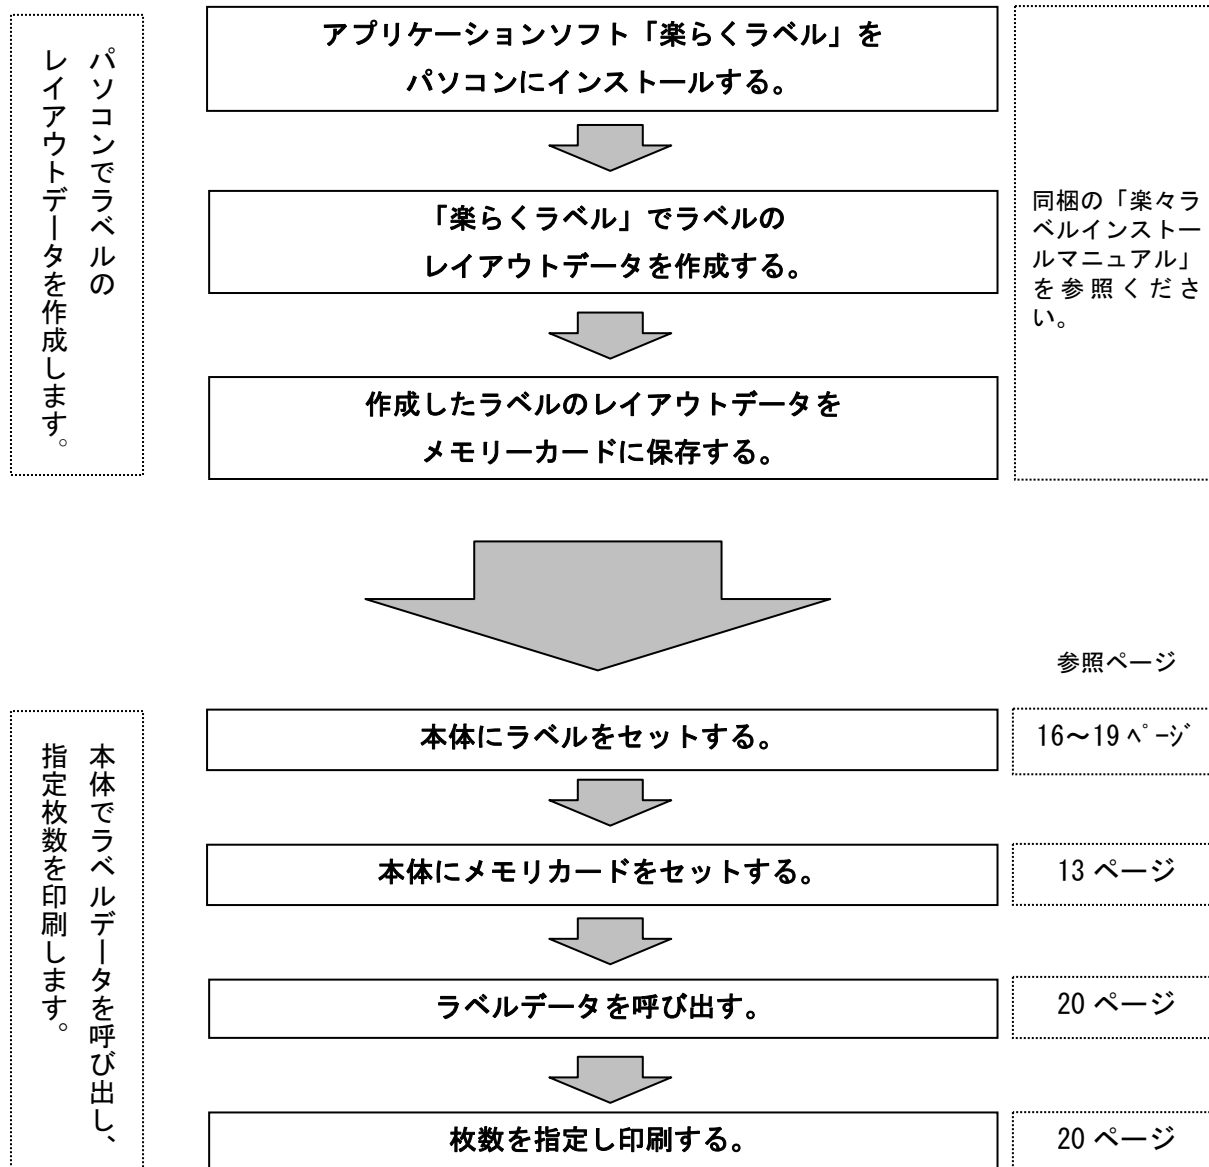 パソコンでラベルの
レイアウトデータを作成します。
アプリケーションソフト「楽らくラベル」を
パソコンにインストールする。
「楽らくラベル」でラベルの
レイアウトデータを作成する。
作成したラベルのレイアウトデータを
メモリーカードに保存する。
同梱の「楽々ラ
ベルインストー
ルマニュアル」
を参照くださ
い。
参照ページ
本体でラベルデータを呼び出し、
指定枚数を印刷します。
本体にラベルをセットする。
16～19 ﾍﾟｰｼﾞ
本体にメモリカードをセットする。
13 ページ
ラベルデータを呼び出す。
20 ページ
枚数を指定し印刷する。
20 ページ